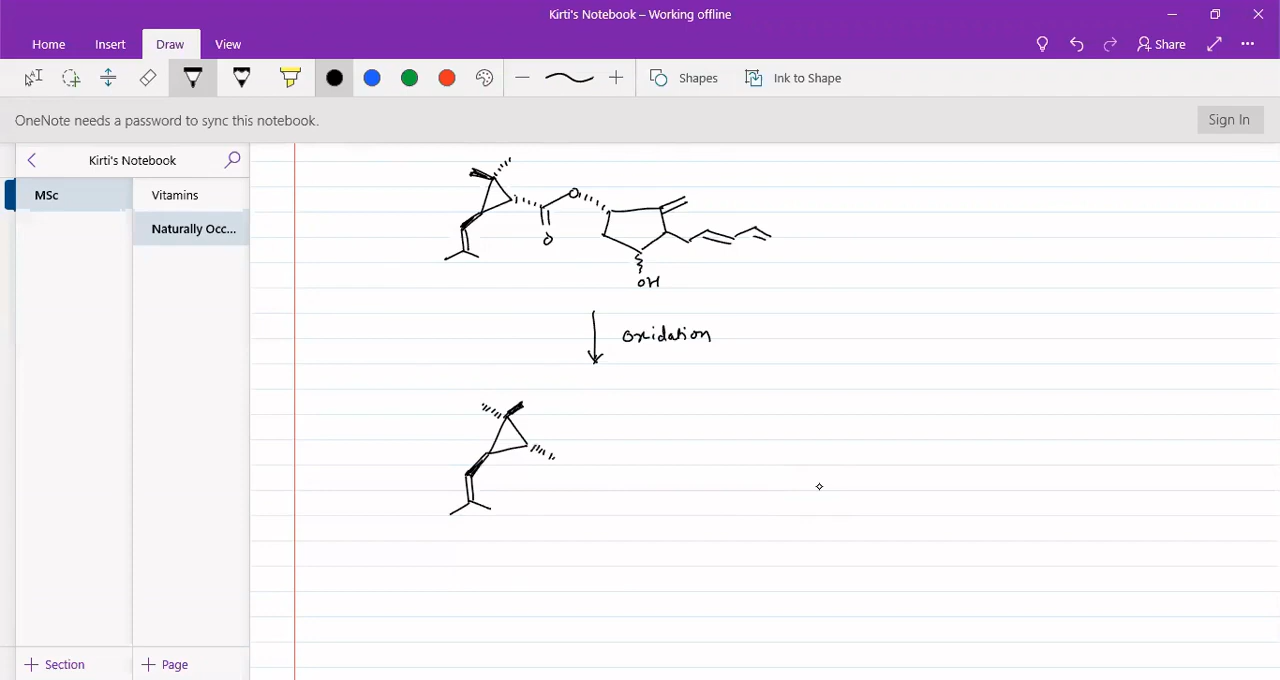 Kirti's Notebook – Working offline
Home Insert Draw View
Share
Shapes Ink to Shape
OneNote needs a password to sync this notebook.
Sign In
Kirti's Notebook
MSc
Vitamins
Naturally Occ...
O
O
OH
oxidation
+ Section
+ Page